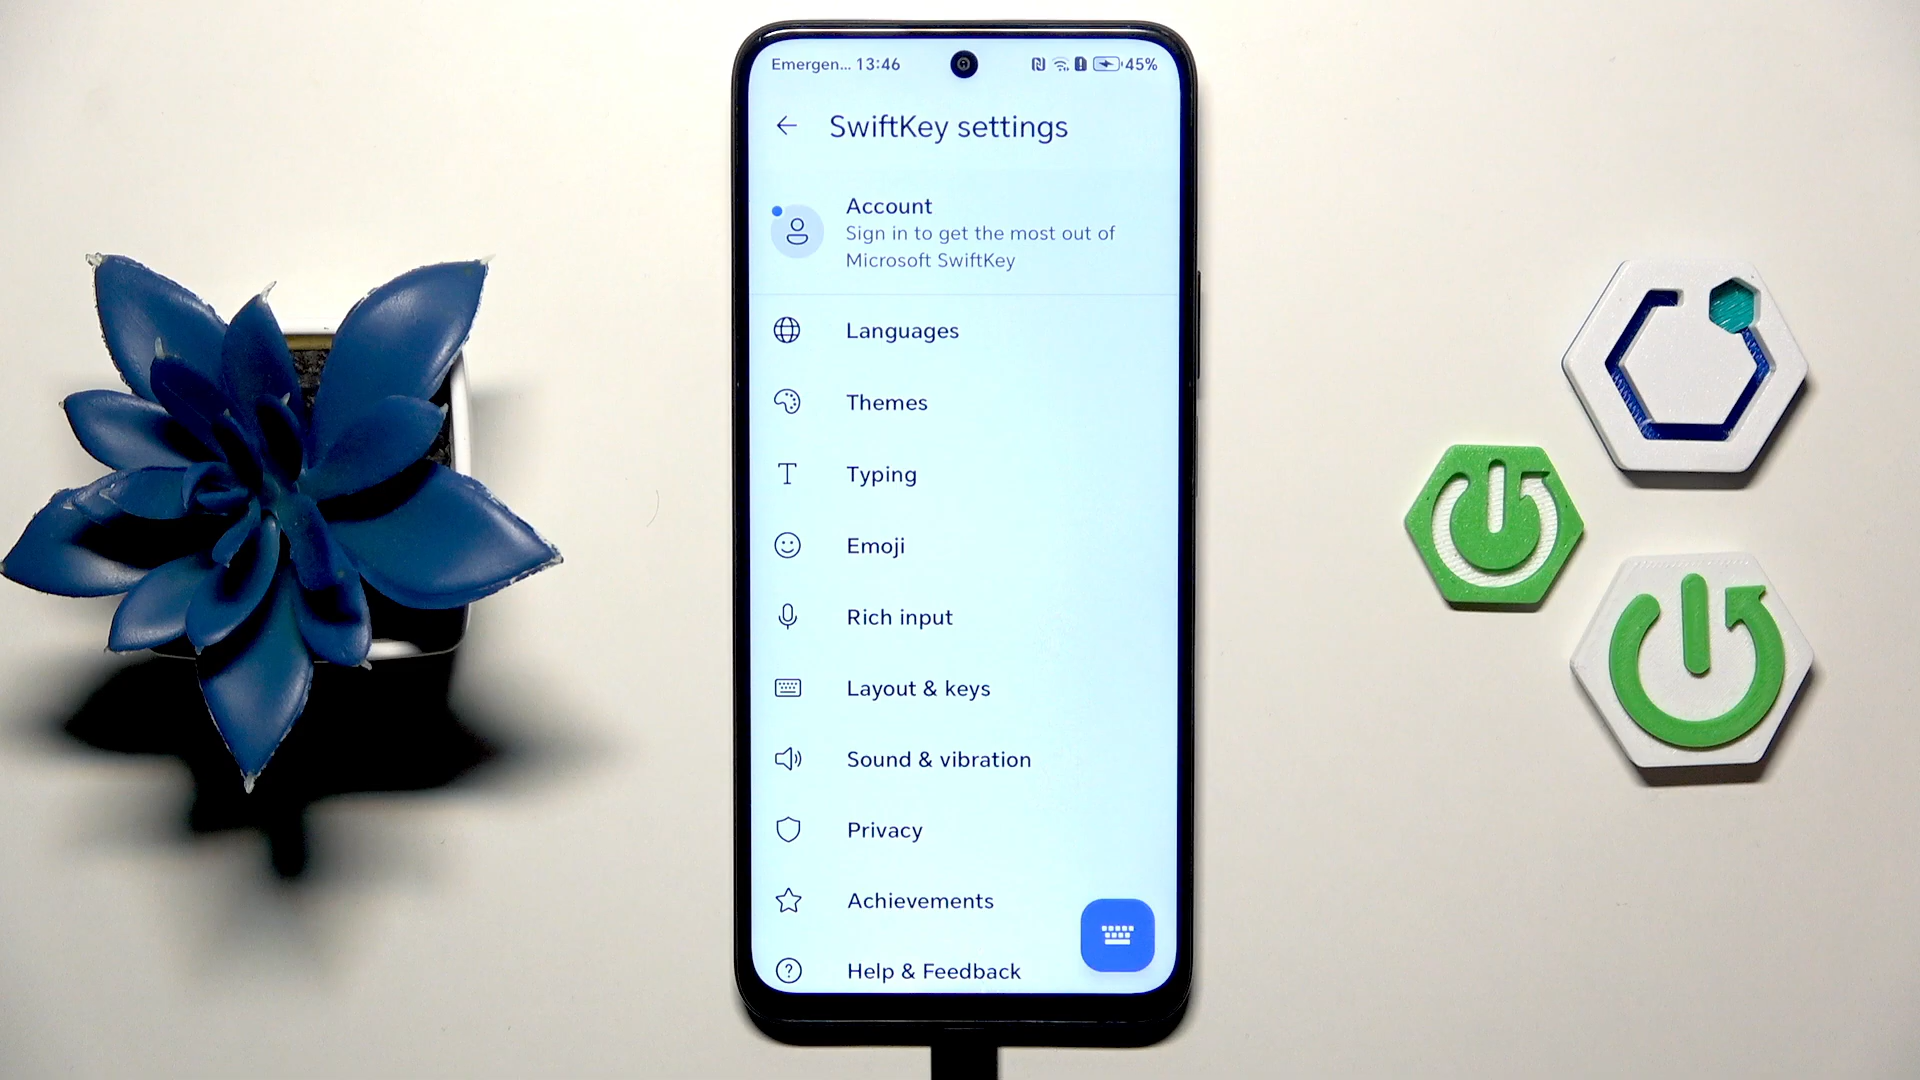 Emergen... 13:46
45%
SwiftKey settings
Account
Sign in to get the most out of
Microsoft SwiftKey
Languages
Themes
Typing
Emoji
Rich input
Layout & keys
Sound & vibration
Privacy
Achievements
Help & Feedback